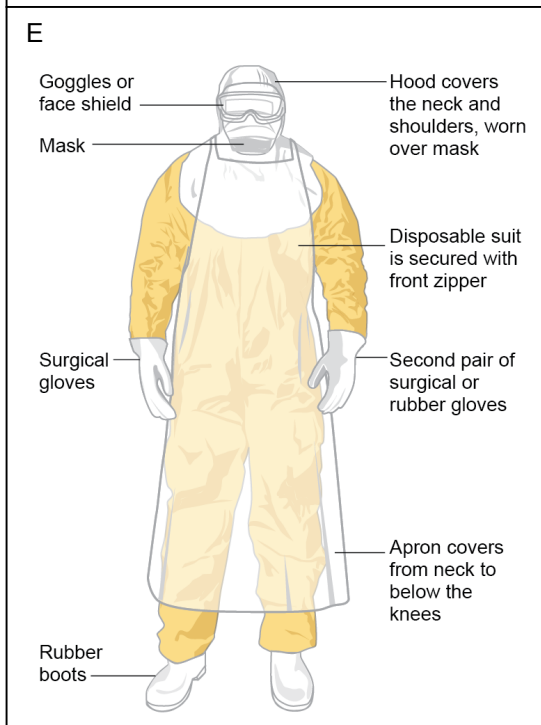 E
Goggles or
face shield
Mask
Hood covers
the neck and
shoulders, worn
over mask
Disposable suit
is secured with
front zipper
Surgical
gloves
Second pair of
surgical or
rubber gloves
Apron covers
from neck to
below the
knees
Rubber
boots